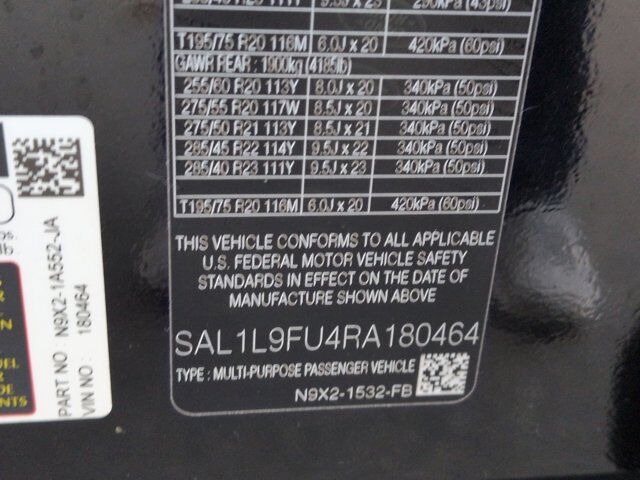 T195/75 R20 116M 6.0J x 20 420kPa (60psi)
GAWR REAR : 1900kg (4185lb)
255/60 R20 113Y 8.0J x 20 340kPa (50psi)
275/55 R20 117W 8.5J x 20 340kPa (50psi)
275/50 R21 113Y 8.5J x 21 340kPa (50psi)
285/45 R22 114Y 9.5J x 22 340kPa (50psi)
285/40 R23 111Y 9.5J x 23 340kPa (50psi)
T195/75 R20 116M 6.0J x 20 420kPa (60psi)
THIS VEHICLE CONFORMS TO ALL APPLICABLE
U.S. FEDERAL MOTOR VEHICLE SAFETY
STANDARDS IN EFFECT ON THE DATE OF
MANUFACTURE SHOWN ABOVE
SAL1L9FU4RA180464
TYPE : MULTI-PURPOSE PASSENGER VEHICLE
N9X2-1532-FB
PART NO : N9X2-1A552-JA
VIN NO : 180464